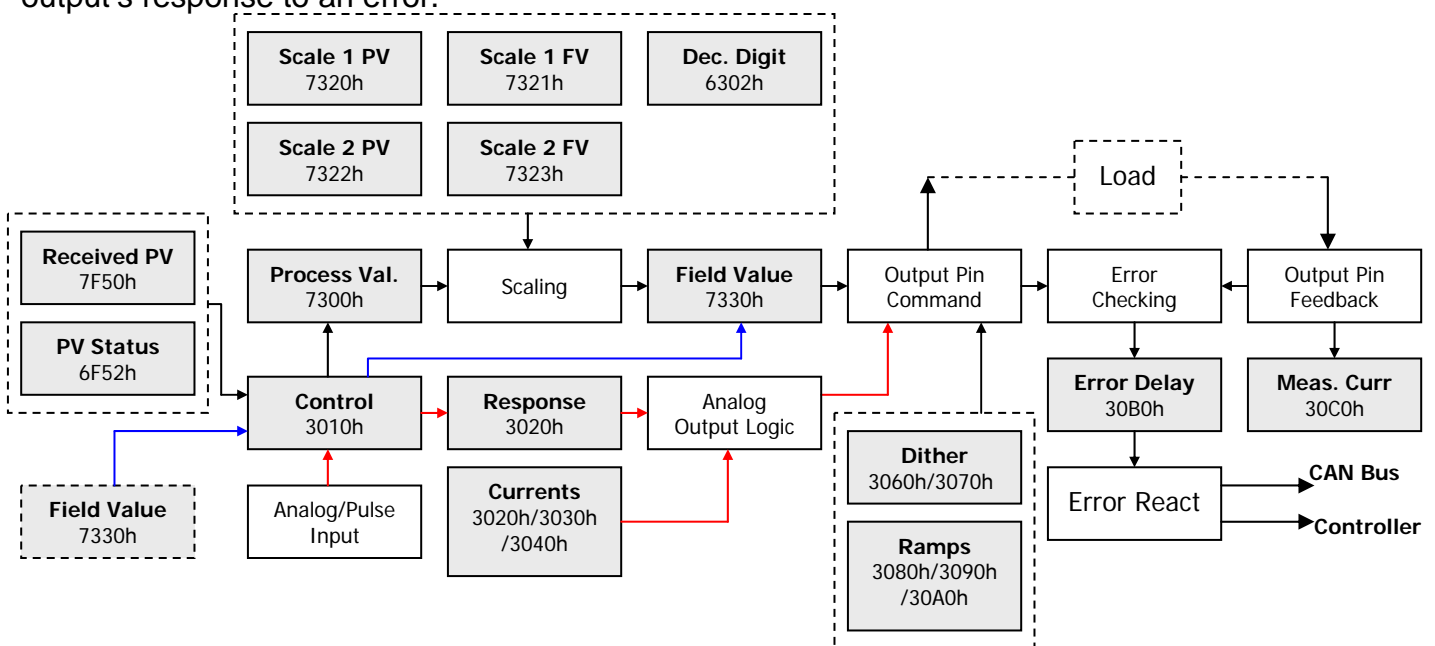 output's response to an error.
Scale 1 PV
7320h
Scale 1 FV
7321h
Dec. Digit
6302h
Scale 2 PV
7322h
Scale 2 FV
7323h
Load
Received PV
7F50h
PV Status
6F52h
Process Val.
7300h
Scaling
Field Value
7330h
Output Pin
Command
Error
Checking
Output Pin
Feedback
Control
3010h
Response
3020h
Analog
Output Logic
Error Delay
30B0h
Meas. Curr
30C0h
Field Value
7330h
Analog/Pulse
Input
Currents
3020h/3030h
/3040h
Dither
3060h/3070h
Ramps
3080h/3090h
/30A0h
Error React
CAN Bus
Controller